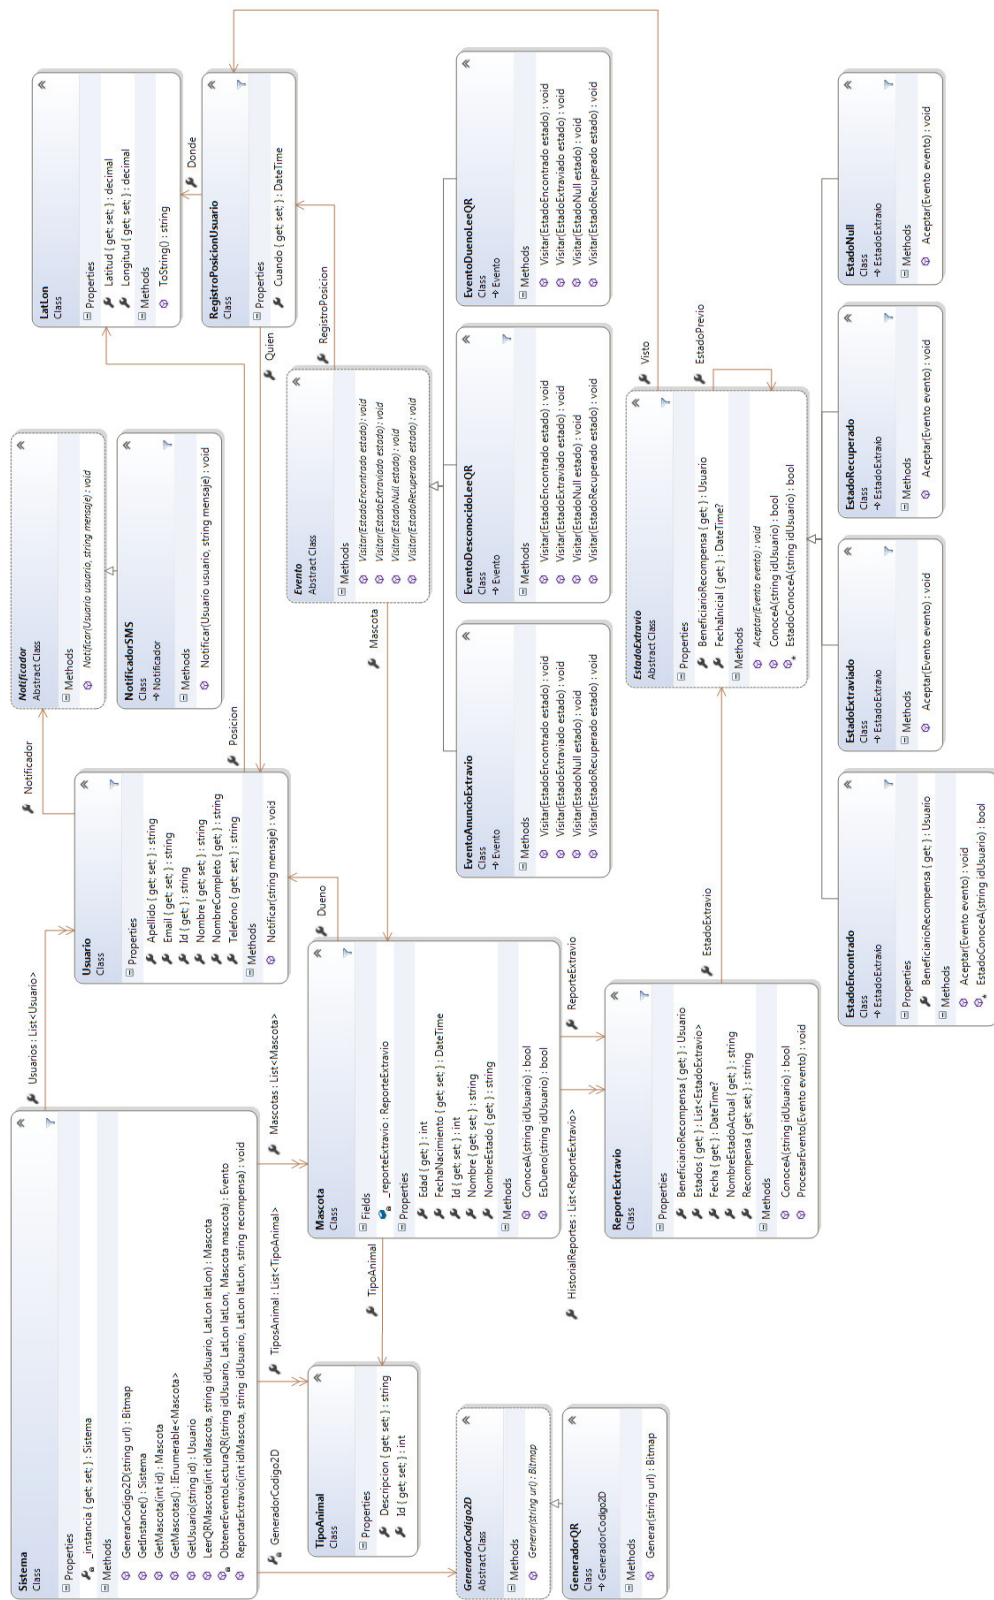 Sistema
Class
Properties
_instancia { get; set; } : Sistema
Methods
GenerarCodigo2D(string url) : Bitmap
GetInstance() : Sistema
GetMascota(int id) : Mascota
GetMascotas() : IEnumerable<Mascota>
GetUsuario(string id) : Usuario
LeerQRMascota(int idMascota, string idUsuario, LatLon latLon) : Mascota
ObtenerEventoLecturaQR(string idUsuario, LatLon latLon, Mascota mascota) : Evento
ReportarExtravio(int idMascota, string idUsuario, LatLon latLon, string recompensa) : void
Usuarios : List<Usuario>
Mascotas : List<Mascota>
TiposAnimal : List<TipoAnimal>
GeneradorCodigo2D
Usuario
Class
Properties
Apellido { get; set; } : string
Email { get; set; } : string
Id { get; } : string
Nombre { get; set; } : string
NombreCompleto { get; } : string
Telefono { get; set; } : string
Methods
Notificar(string mensaje) : void
Notificador
Posicion
Notificador
Abstract Class
Methods
Notificar(Usuario usuario, string mensaje) : void
NotificadorSMS
Class
Notificador
Methods
Notificar(Usuario usuario, string mensaje) : void
LatLon
Class
Properties
Latitud { get; set; } : decimal
Longitud { get; set; } : decimal
Methods
ToString() : string
Donde
RegistroPosicionUsuario
Class
Properties
Cuando { get; set; } : DateTime
Quien
RegistroPosicion
TipoAnimal
Class
Properties
Descripcion { get; set; } : string
Id { get; set; } : int
TipoAnimal
Mascota
Class
Fields
_reporteExtravio : ReporteExtravio
Properties
Edad { get; } : int
FechaNacimiento { get; set; } : DateTime
Id { get; set; } : int
Nombre { get; set; } : string
NombreEstado { get; } : string
Methods
ConoceA(string idUsuario) : bool
EsDueno(string idUsuario) : bool
Dueno
Mascota
Evento
Abstract Class
Methods
Visitar(EstadoEncontrado estado) : void
Visitar(EstadoExtraviado estado) : void
Visitar(EstadoNull estado) : void
Visitar(EstadoRecuperado estado) : void
GeneradorCodigo2D
Abstract Class
Methods
Generar(string url) : Bitmap
GeneradorQR
Class
GeneradorCodigo2D
Methods
Generar(string url) : Bitmap
HistorialReportes : List<ReporteExtravio>
ReporteExtravio
EventoAnuncioExtravio
Class
Evento
Methods
Visitar(EstadoEncontrado estado) : void
Visitar(EstadoExtraviado estado) : void
Visitar(EstadoNull estado) : void
Visitar(EstadoRecuperado estado) : void
EventoDesconocidoLeeQR
Class
Evento
Methods
Visitar(EstadoEncontrado estado) : void
Visitar(EstadoExtraviado estado) : void
Visitar(EstadoNull estado) : void
Visitar(EstadoRecuperado estado) : void
EventoDuenoLeeQR
Class
Evento
Methods
Visitar(EstadoEncontrado estado) : void
Visitar(EstadoExtraviado estado) : void
Visitar(EstadoNull estado) : void
Visitar(EstadoRecuperado estado) : void
ReporteExtravio
Class
Properties
BeneficiarioRecompensa { get; } : Usuario
Estados { get; } : List<EstadoExtravio>
Fecha { get; } : DateTime?
NombreEstadoActual { get; } : string
Recompensa { get; set; } : string
Methods
ConoceA(string idUsuario) : bool
ProcesarEvento(Evento evento) : void
EstadoExtravio
EstadoExtravio
Abstract Class
Properties
BeneficiarioRecompensa { get; } : Usuario
FechaInicial { get; } : DateTime?
Methods
Aceptar(Evento evento) : void
ConoceA(string idUsuario) : bool
EstadoConoceA(string idUsuario) : bool
Visto
EstadoPrevio
EstadoEncontrado
Class
EstadoExtravio
Properties
BeneficiarioRecompensa { get; } : Usuario
Methods
Aceptar(Evento evento) : void
EstadoConoceA(string idUsuario) : bool
EstadoExtraviado
Class
EstadoExtravio
Methods
Aceptar(Evento evento) : void
EstadoRecuperado
Class
EstadoExtravio
Methods
Aceptar(Evento evento) : void
EstadoNull
Class
EstadoExtravio
Methods
Aceptar(Evento evento) : void